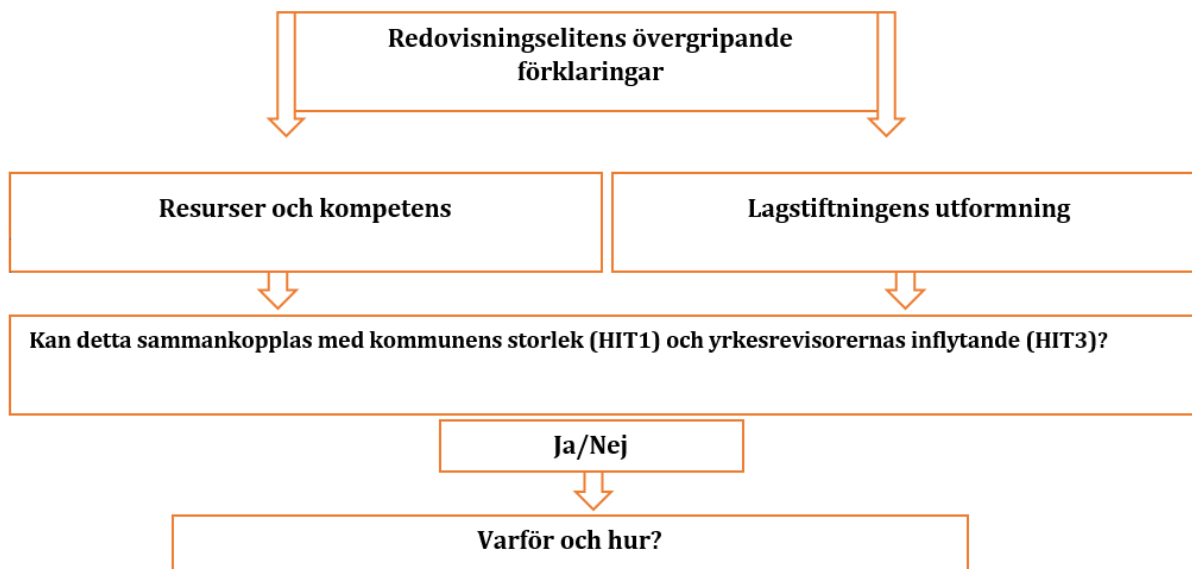 Redovisningselitens övergripande
förklaringar
Resurser och kompetens
Lagstiftningens utformning
Kan detta sammankopplas med kommunens storlek (HIT1) och yrkesrevisorernas inflytande (HIT3)?
Ja/Nej
Varför och hur?